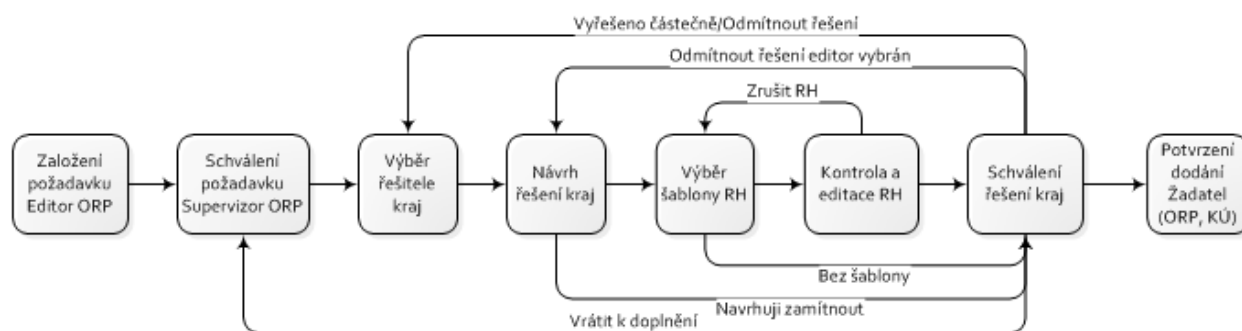 Vyřešeno částečně/Odmítnout řešení
Odmítnout řešení editor vybrán
Zrušit RH
Založení
požadavku
Editor ORP
Schválení
požadavku
Supervizor ORP
Výběr
řešitele
kraj
Návrh
řešení kraj
Výběr
šablony RH
Kontrola a
editace RH
Schválení
řešení kraj
Potvrzení
dodání
Žadatel
(ORP, KÚ)
Bez šablony
Navrhuji zamítnout
Vrátit k doplnění